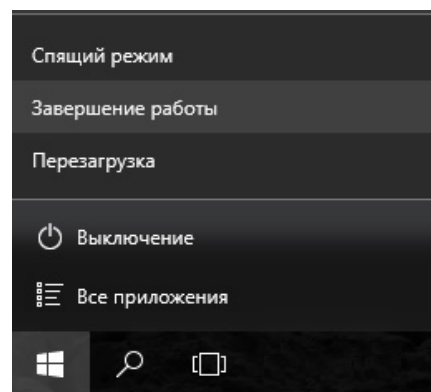 Спящий режим
Завершение работы
Перезагрузка
Выключение
Все приложения